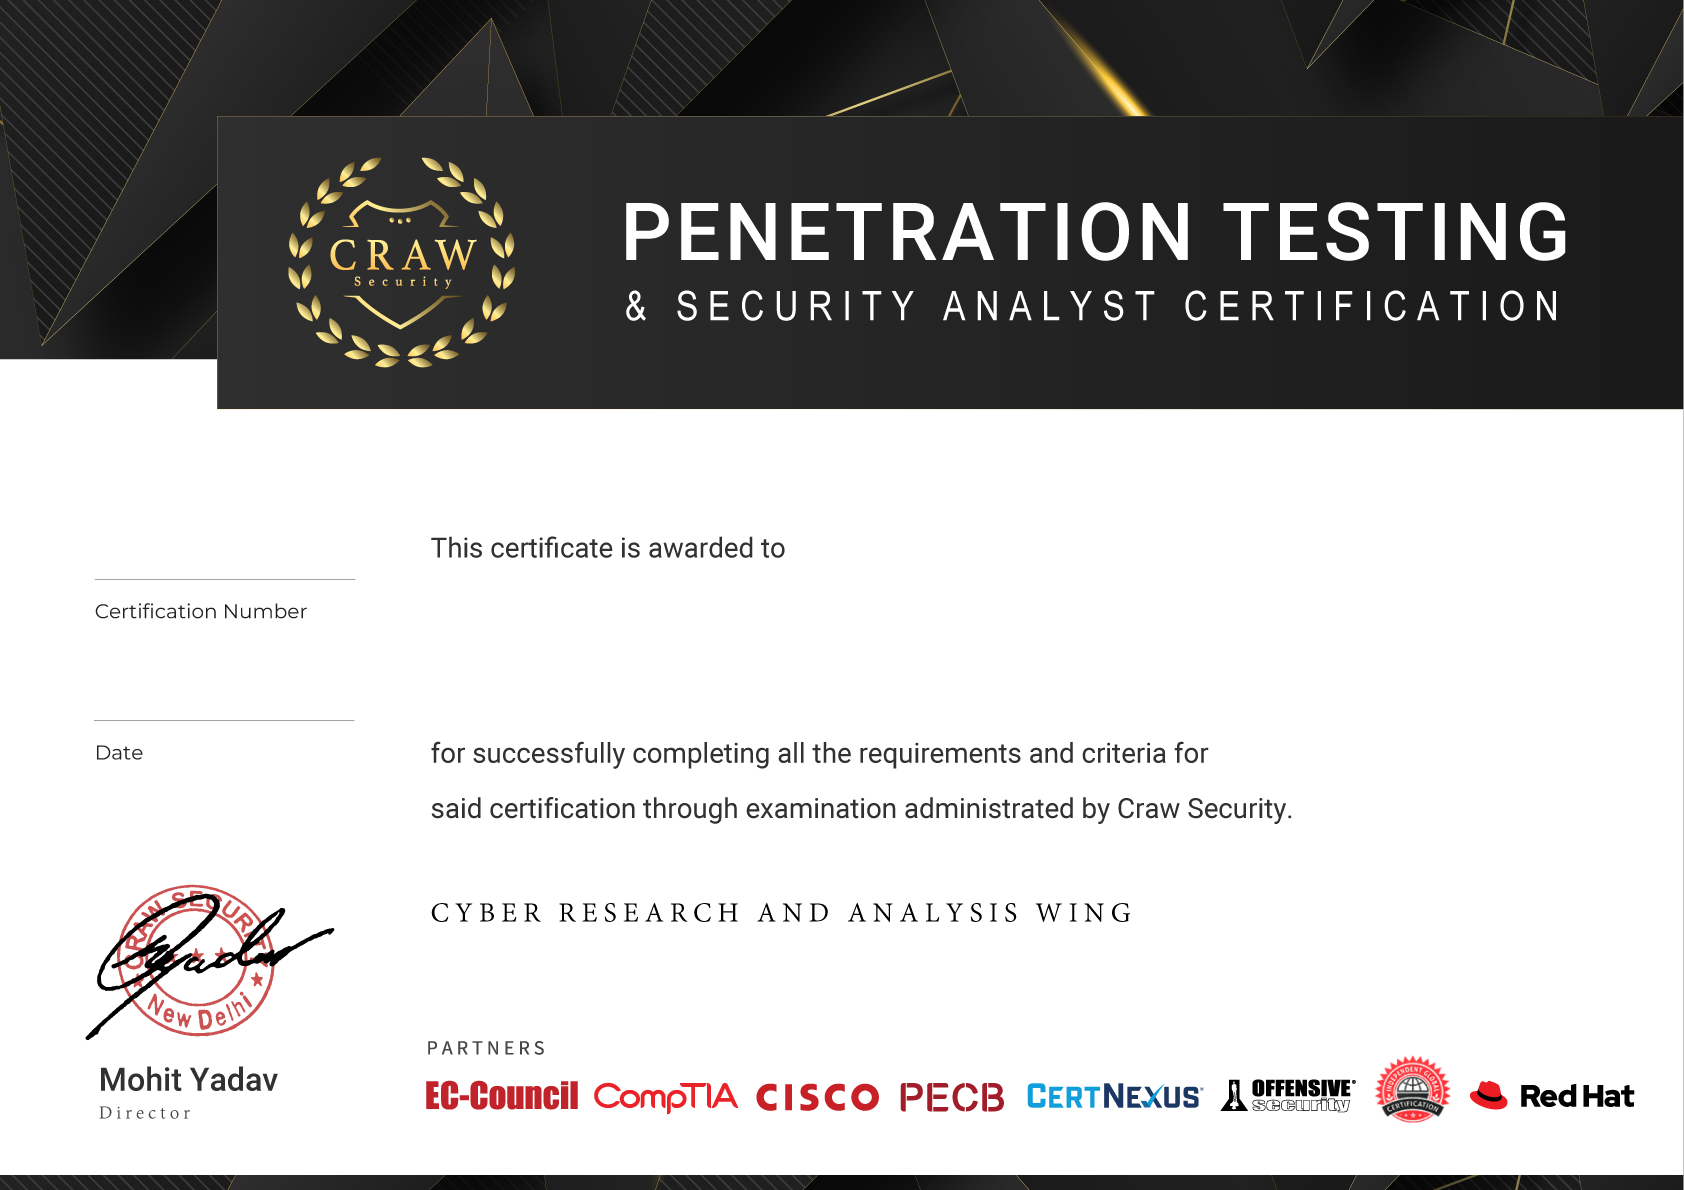 CRAW
Security
PENETRATION TESTING
& SECURITY ANALYST CERTIFICATION
This certificate is awarded to
Certification Number
Date
for successfully completing all the requirements and criteria for
said certification through examination administrated by Craw Security.
CYBER RESEARCH AND ANALYSIS WING
CRAW SECURITY
New Delhi
Mohit Yadav
Director
PARTNERS
EC-Council CompTIA CISCO PECB CERTNEXUS OFFENSIVE security INDEPENDENT GLOBAL CERTIFICATION Red Hat